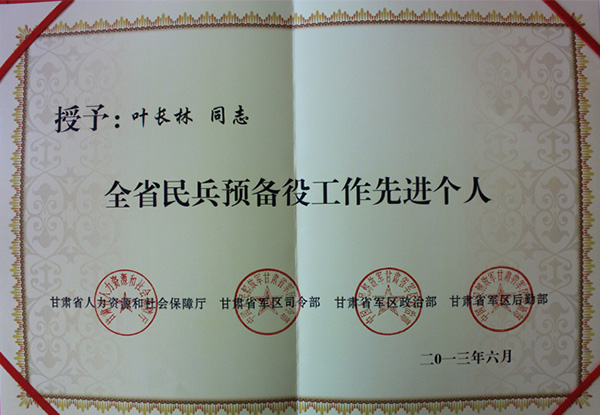 授予：叶长林 同志
全省民兵预备役工作先进个人
甘肃省人力资源和社会保障厅 甘肃省军区司令部 甘肃省军区政治部 甘肃省军区后勤部
二0一三年六月